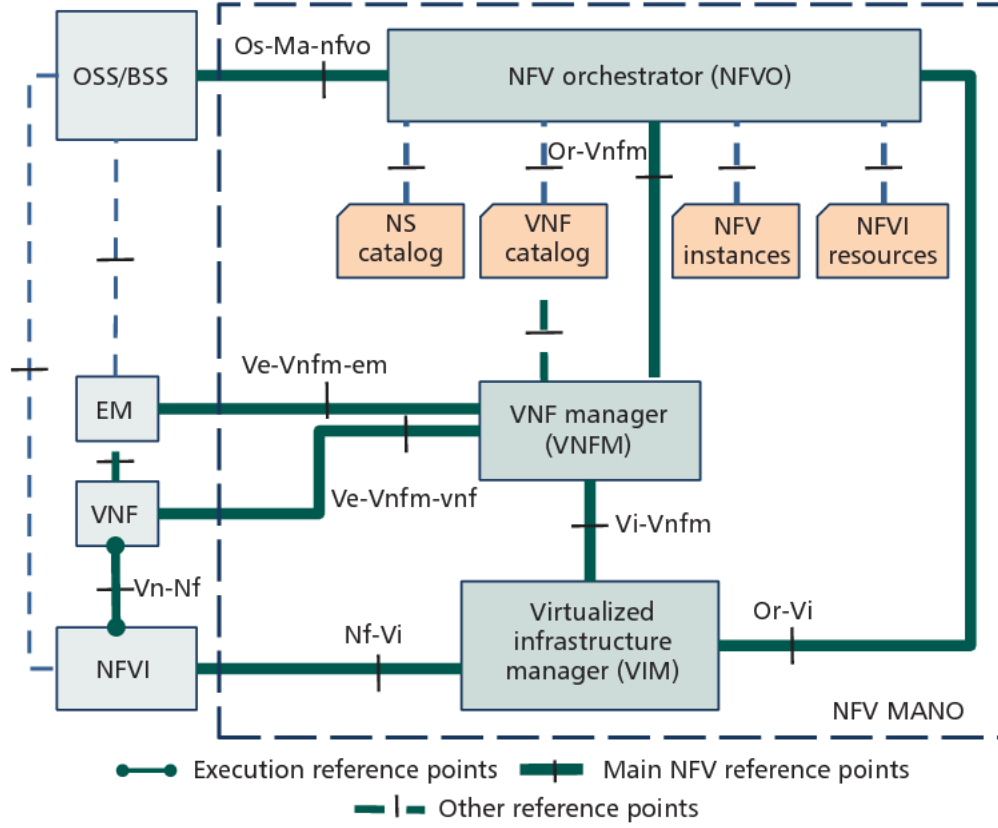 Os-Ma-nfvo
OSS/BSS
NFV orchestrator (NFVO)
Or-Vnfm
NS
catalog
VNF
catalog
NFV
instances
NFVI
resources
Ve-Vnfm-em
EM
VNF manager
(VNFM)
VNF
Ve-Vnfm-vnf
Vi-Vnfm
Vn-Nf
Virtualized
infrastructure
manager (VIM)
Or-Vi
Nf-Vi
NFVI
NFV MANO
Execution reference points
Main NFV reference points
Other reference points